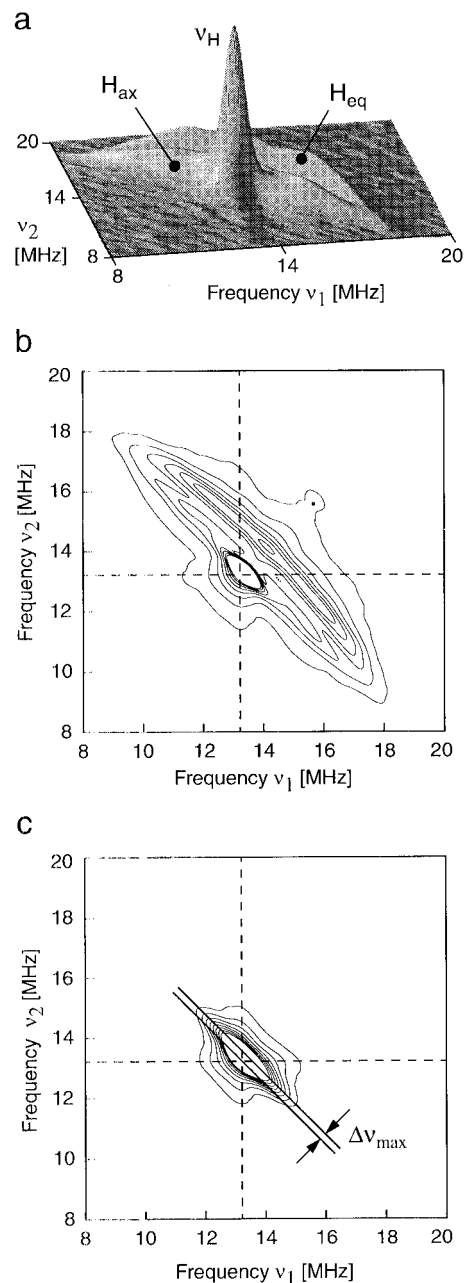 a
ν_H
H_ax
H_eq
20
14
ν_2
[MHz]
8
8
14
20
Frequency ν_1 [MHz]
b
20
18
16
14
12
10
8
Frequency ν_2 [MHz]
8 10 12 14 16 18 20
Frequency ν_1 [MHz]
c
20
18
16
14
12
10
8
Frequency ν_2 [MHz]
Δν_max
8 10 12 14 16 18 20
Frequency ν_1 [MHz]